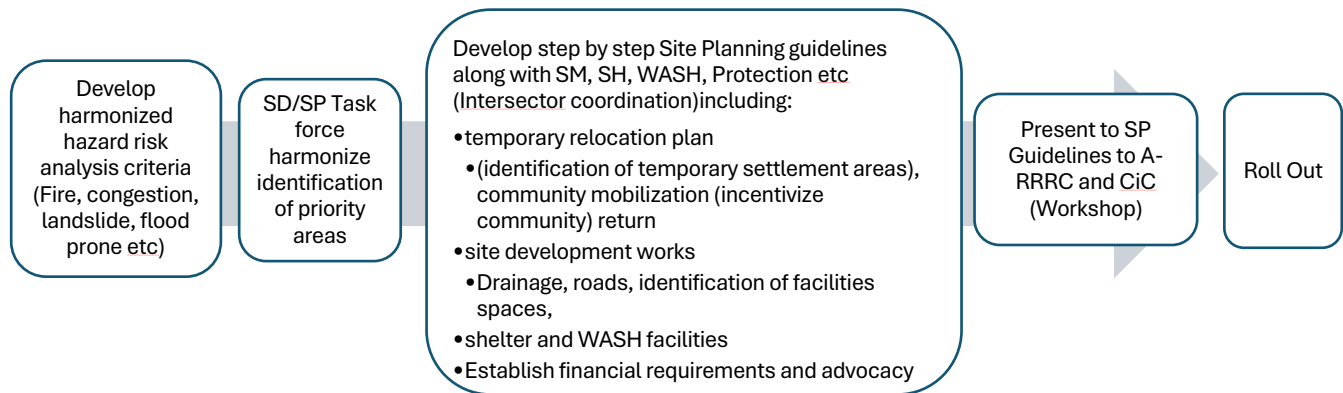 Develop
harmonized
hazard risk
analysis criteria
(Fire, congestion,
landslide, flood
prone etc)
SD/SP Task
force
harmonize
identification
of priority
areas
Develop step by step Site Planning guidelines
along with SM, SH, WASH, Protection etc
(Intersector coordination)including:
•temporary relocation plan
•(identification of temporary settlement areas),
community mobilization (incentivize
community) return
•site development works
•Drainage, roads, identification of facilities
spaces,
•shelter and WASH facilities
•Establish financial requirements and advocacy
Present to SP
Guidelines to A-
RRRC and CiC
(Workshop)
Roll Out